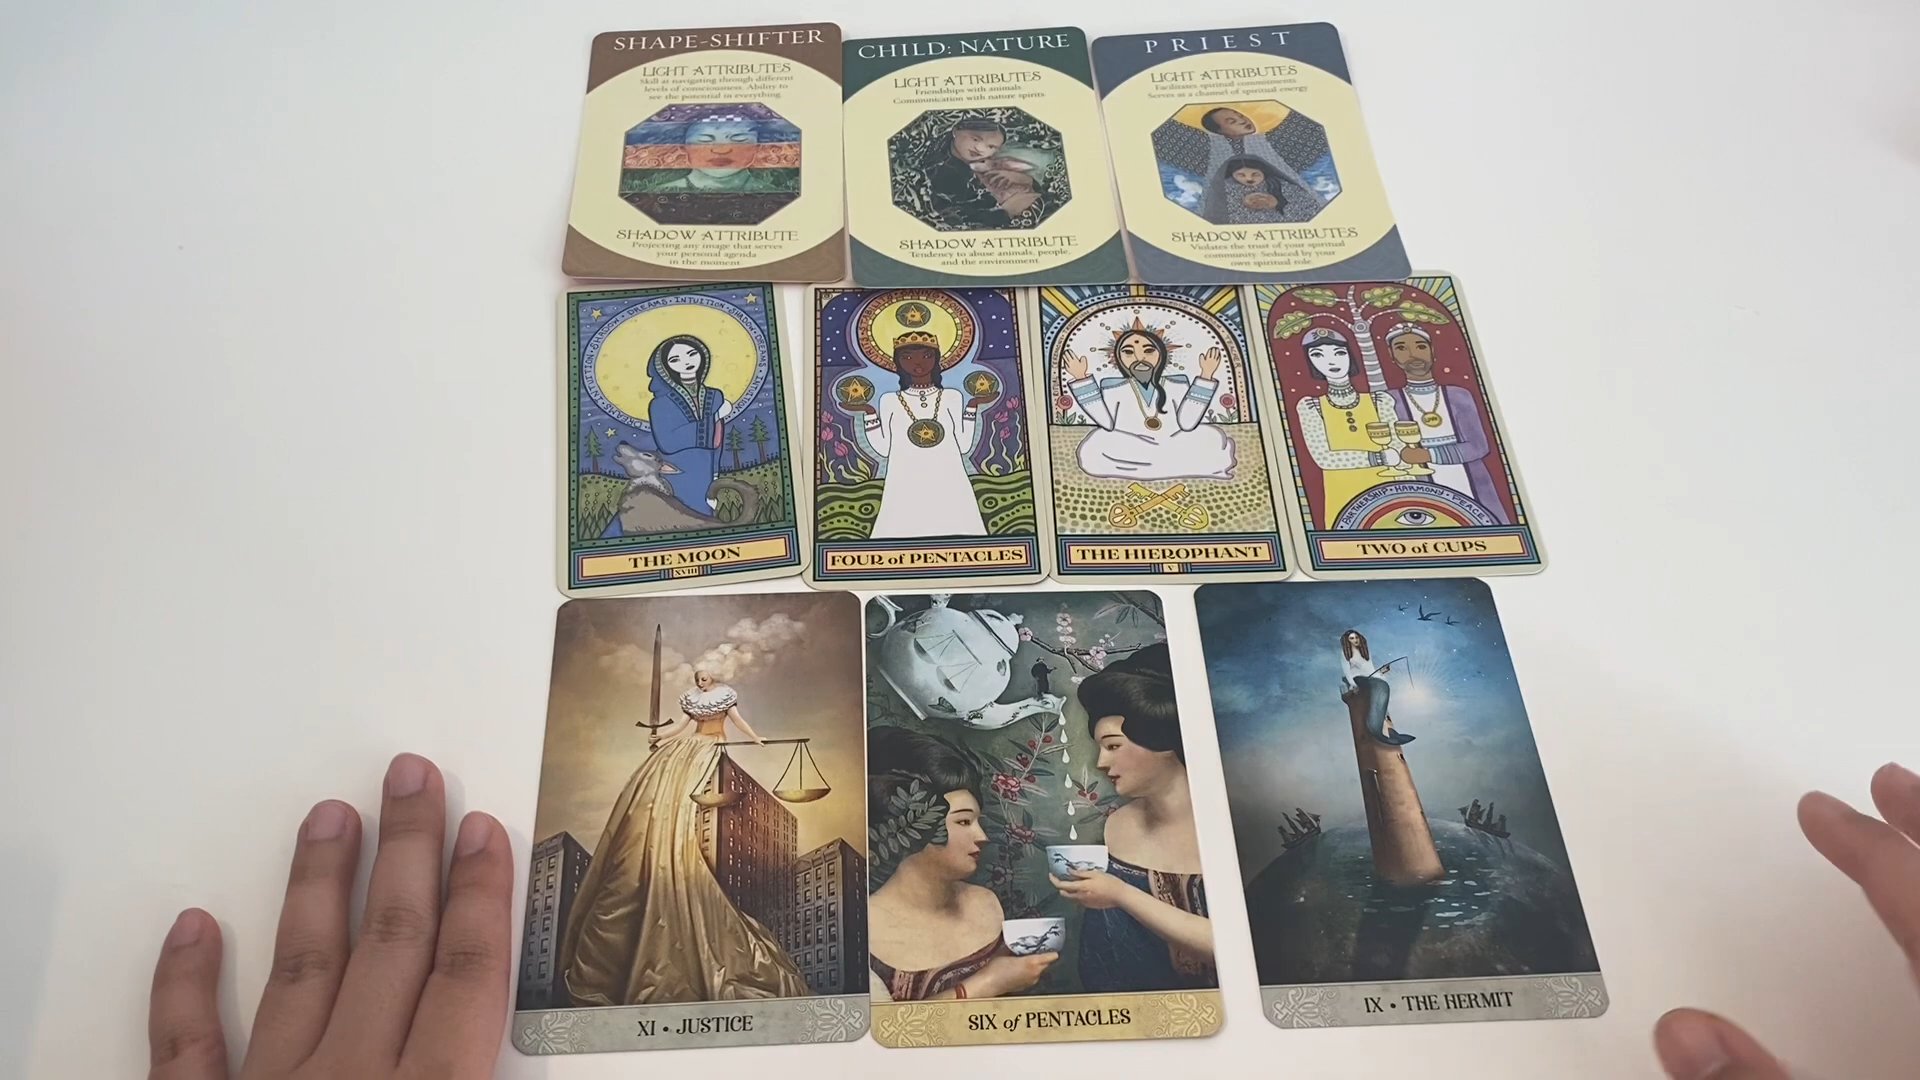 SHAPE-SHIFTER
LIGHT ATTRIBUTES
Skill at navigating through different
levels of consciousness. Ability to
see the potential in everything.
SHADOW ATTRIBUTE
Projecting any image that serves
your personal agenda
in the moment.
CHILD: NATURE
LIGHT ATTRIBUTES
Friendships with animals.
Communication with nature spirits.
SHADOW ATTRIBUTE
Tendency to abuse animals, people,
and the environment.
PRIEST
LIGHT ATTRIBUTES
Facilitates spiritual commitments.
Serves as a channel of spiritual energy
SHADOW ATTRIBUTES
Violates the trust of your spiritual
community. Seduced by your
own spiritual role.
SHADOW • DREAMS • INTUITION • SHADOW • DREAMS • INTUITION
THE MOON
XVIII
FOUR of PENTACLES
THE HIEROPHANT
V
PARTNERSHIP • HARMONY • PEACE
TWO of CUPS
XI • JUSTICE
SIX of PENTACLES
IX • THE HERMIT